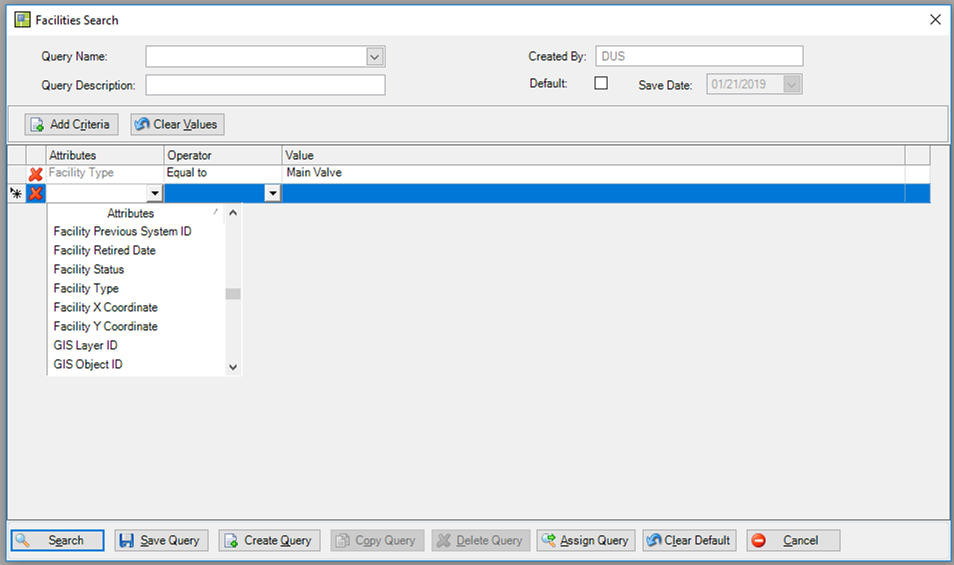 Facilities Search
Query Name:
Created By: DUS
Query Description:
Default:
Save Date: 01/21/2019
Add Criteria
Clear Values
Attributes Operator Value
Facility Type Equal to Main Valve
Attributes
Facility Previous System ID
Facility Retired Date
Facility Status
Facility Type
Facility X Coordinate
Facility Y Coordinate
GIS Layer ID
GIS Object ID
Search Save Query Create Query Copy Query Delete Query Assign Query Clear Default Cancel